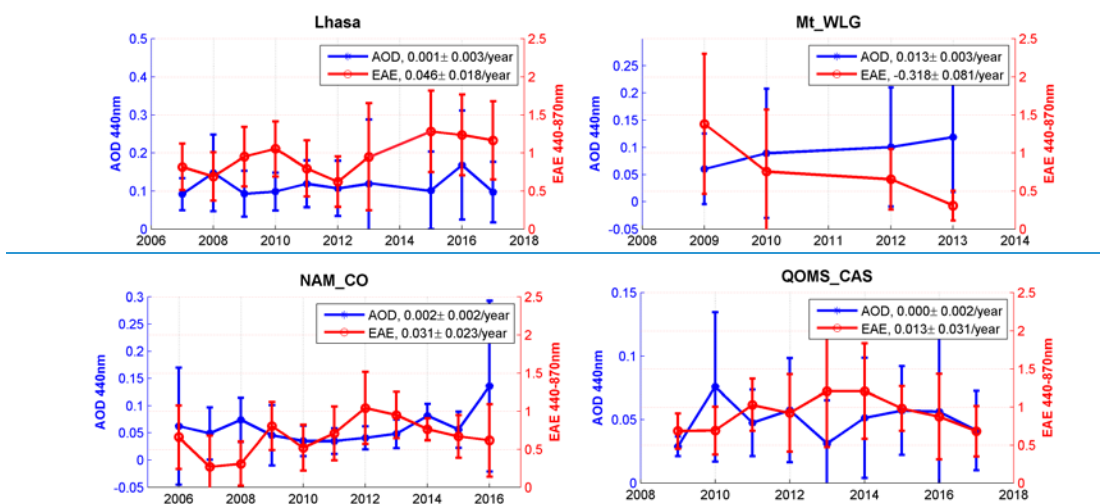 Lhasa
AOD, 0.001± 0.003/year
EAE, 0.046± 0.018/year
AOD 440nm
0.5
0.4
0.3
0.2
0.1
0
2.5
2
1.5
1
0.5
0
EAE 440-870nm
2006 2008 2010 2012 2014 2016 2018
Mt_WLG
AOD, 0.013± 0.003/year
EAE, -0.318± 0.081/year
AOD 440nm
0.25
0.2
0.15
0.1
0.05
0
-0.05
2.5
2
1.5
1
0.5
0
EAE 440-870nm
2008 2009 2010 2011 2012 2013 2014
NAM_CO
AOD, 0.002± 0.002/year
EAE, 0.031± 0.023/year
AOD 440nm
0.3
0.25
0.2
0.15
0.1
0.05
0
-0.05
2.5
2
1.5
1
0.5
0
EAE 440-870nm
2006 2008 2010 2012 2014 2016
QOMS_CAS
AOD, 0.000± 0.002/year
EAE, 0.013± 0.031/year
AOD 440nm
0.15
0.1
0.05
0
2.5
2
1.5
1
0.5
0
EAE 440-870nm
2008 2010 2012 2014 2016 2018